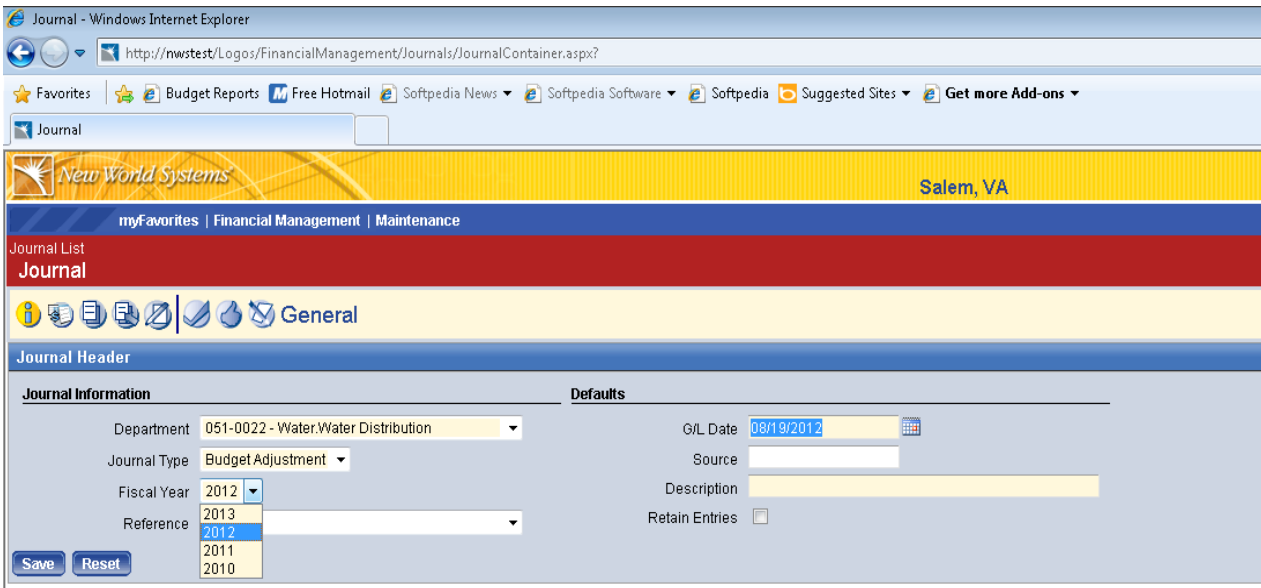 Journal - Windows Internet Explorer
http://nwstest/Logos/FinancialManagement/Journals/JournalContainer.aspx?
Favorites Budget Reports Free Hotmail Softpedia News Softpedia Software Softpedia Suggested Sites Get more Add-ons
Journal
New World Systems
Salem, VA
myFavorites | Financial Management | Maintenance
Journal List
Journal
General
Journal Header
Journal Information Defaults
Department 051-0022 - Water.Water Distribution G/L Date 08/19/2012
Journal Type Budget Adjustment Source
Fiscal Year 2012 Description
Reference Retain Entries
2013
2012
2011
2010
Save Reset